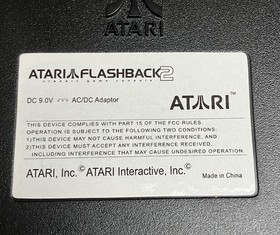 ATARI
ATARI FLASHBACK 2
classic game console
DC 9.0V ⎓ AC/DC Adaptor
ATARI™
THIS DEVICE COMPLIES WITH PART 15 OF THE FCC RULES
OPERATION IS SUBJECT TO THE FOLLOWING TWO CONDITIONS:
1)THIS DEVICE MAY NOT CAUSE HARMFUL INTERFERENCE, AND
2)THIS DEVICE MUST ACCEPT ANY INTERFERENCE RECEIVED,
INCLUDING INTERFERENCE THAT MAY CAUSE UNDESIRED OPERATION.
ATARI, Inc.© ATARI Interactive, Inc.©
Made in China